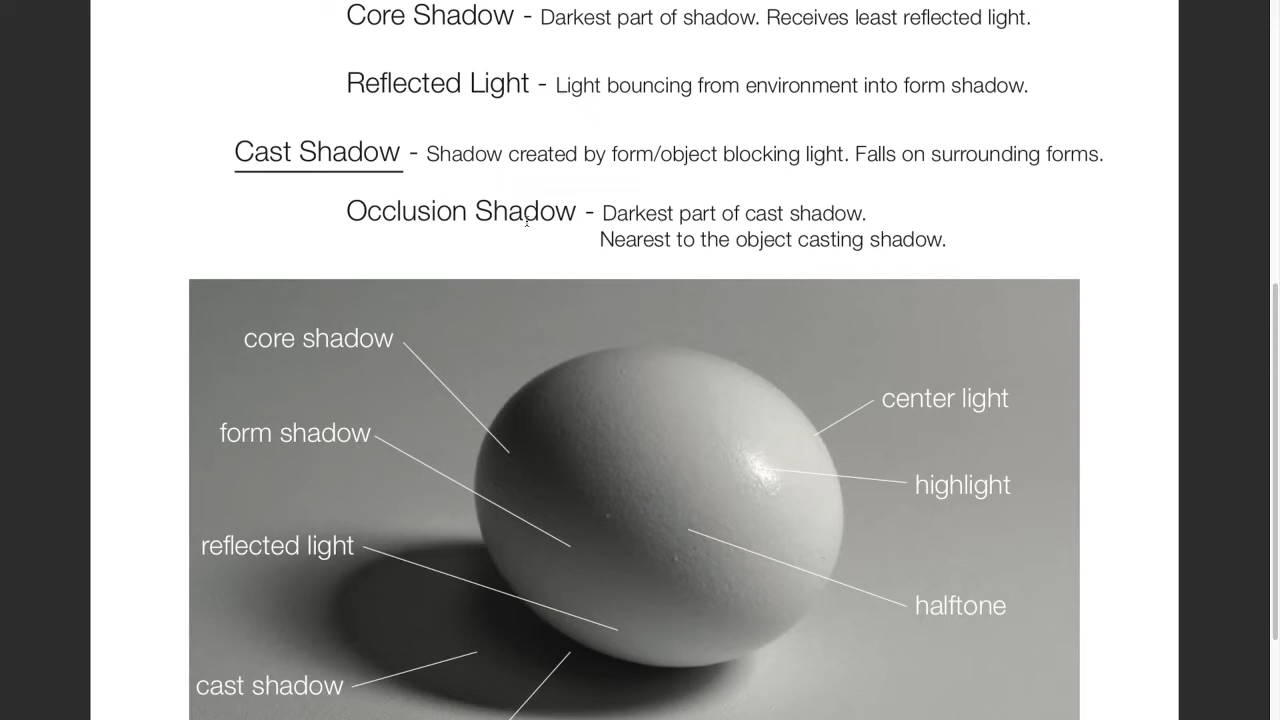 Core Shadow - Darkest part of shadow. Receives least reflected light.
Reflected Light - Light bouncing from environment into form shadow.
Cast Shadow - Shadow created by form/object blocking light. Falls on surrounding forms.
Occlusion Shadow - Darkest part of cast shadow.
Nearest to the object casting shadow.
core shadow
center light
form shadow
highlight
reflected light
halftone
cast shadow